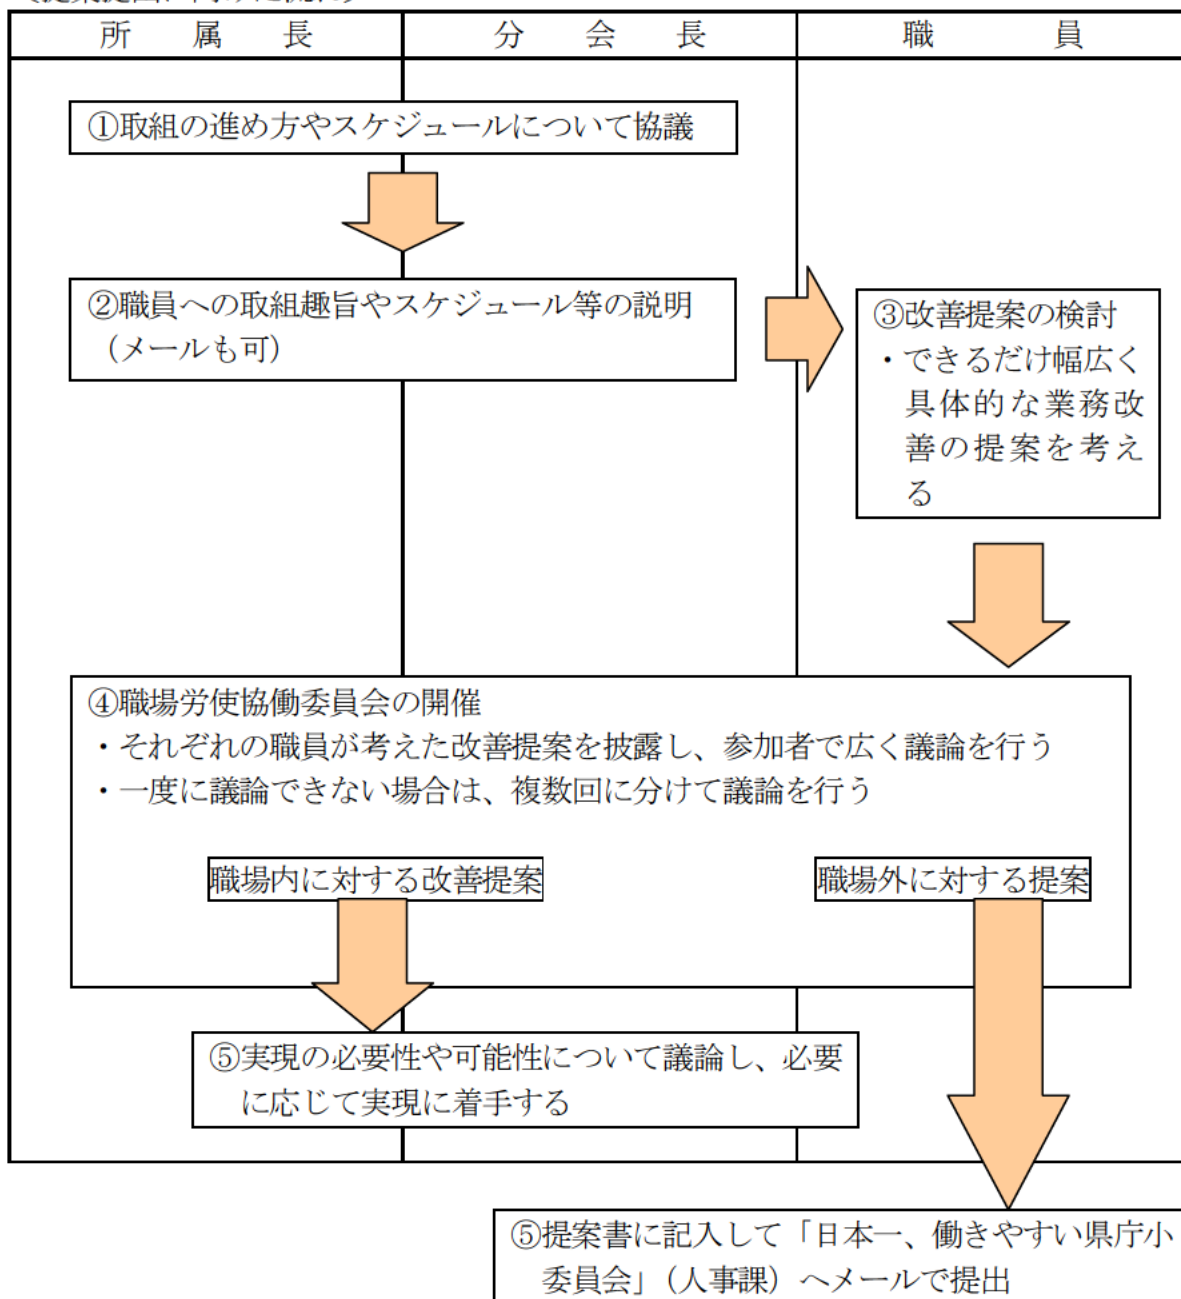 所属長 分会長 職員
①取組の進め方やスケジュールについて協議
②職員への取組趣旨やスケジュール等の説明
（メールも可）
③改善提案の検討
・できるだけ幅広く
具体的な業務改
善の提案を考え
る
④職場労使協働委員会の開催
・それぞれの職員が考えた改善提案を披露し、参加者で広く議論を行う
・一度に議論できない場合は、複数回に分けて議論を行う
職場内に対する改善提案
職場外に対する提案
⑤実現の必要性や可能性について議論し、必要
に応じて実現に着手する
⑤提案書に記入して「日本一、働きやすい県庁小
委員会」（人事課）へメールで提出